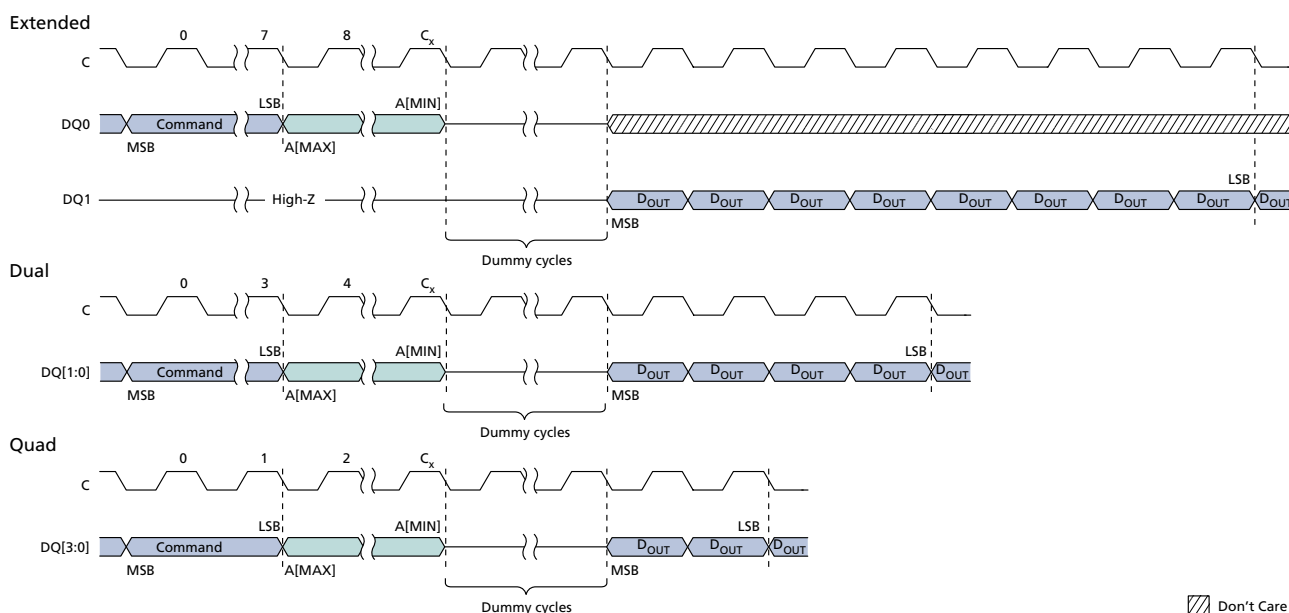 Extended
0 7 8 Cx
C
LSB A[MIN]
DQ0 Command
MSB A[MAX]
LSB
DQ1 High-Z DOUT DOUT DOUT DOUT DOUT DOUT DOUT DOUT DOUT
MSB
Dummy cycles
Dual
0 3 4 Cx
C
LSB A[MIN] LSB
DQ[1:0] Command DOUT DOUT DOUT DOUT DOUT
MSB A[MAX] MSB
Dummy cycles
Quad
0 1 2 Cx
C
LSB A[MIN] LSB
DQ[3:0] Command DOUT DOUT DOUT
MSB A[MAX] MSB
Dummy cycles
Don't Care